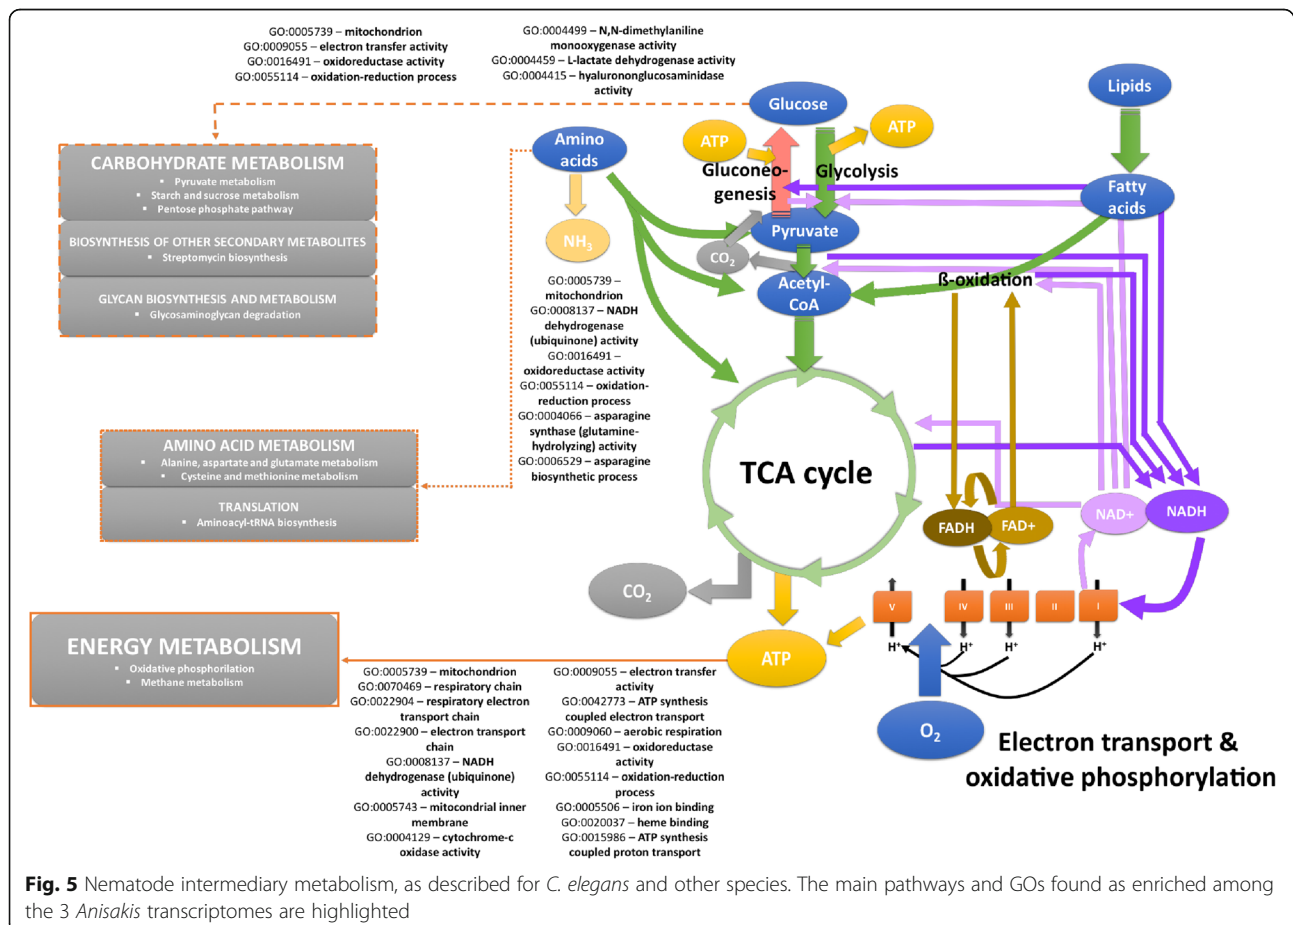 GO:0005739 – mitochondrion
GO:0009055 – electron transfer activity
GO:0016491 – oxidoreductase activity
GO:0055114 – oxidation-reduction process
GO:0004499 – N,N-dimethylaniline
monooxygenase activity
GO:0004459 – L-lactate dehydrogenase activity
GO:0004415 – hyalurononglucosaminidase
activity
Glucose
Lipids
ATP
ATP
Amino
acids
Gluconeo-
genesis
Glycolysis
Fatty
acids
CARBOHYDRATE METABOLISM
▪ Pyruvate metabolism
▪ Starch and sucrose metabolism
▪ Pentose phosphate pathway
BIOSYNTHESIS OF OTHER SECONDARY METABOLITES
▪ Streptomycin biosynthesis
GLYCAN BIOSYNTHESIS AND METABOLISM
▪ Glycosaminoglycan degradation
NH3
Pyruvate
CO2
Acetyl-
CoA
ß-oxidation
GO:0005739 –
mitochondrion
GO:0008137 – NADH
dehydrogenase
(ubiquinone) activity
GO:0016491 –
oxidoreductase activity
GO:0055114 – oxidation-
reduction process
GO:0004066 – asparagine
synthase (glutamine-
hydrolyzing) activity
GO:0006529 – asparagine
biosynthetic process
AMINO ACID METABOLISM
▪ Alanine, aspartate and glutamate metabolism
▪ Cysteine and methionine metabolism
TRANSLATION
▪ Aminoacyl-tRNA biosynthesis
TCA cycle
FADH
FAD+
NAD+
NADH
CO2
V
IV
III
II
I
H+
H+
H+
H+
ATP
O2
Electron transport &
oxidative phosphorylation
ENERGY METABOLISM
▪ Oxidative phosphorilation
▪ Methane metabolism
GO:0005739 – mitochondrion
GO:0070469 – respiratory chain
GO:0022904 – respiratory electron
transport chain
GO:0022900 – electron transport
chain
GO:0008137 – NADH
dehydrogenase (ubiquinone)
activity
GO:0005743 – mitocondrial inner
membrane
GO:0004129 – cytochrome-c
oxidase activity
GO:0009055 – electron transfer
activity
GO:0042773 – ATP synthesis
coupled electron transport
GO:0009060 – aerobic respiration
GO:0016491 – oxidoreductase
activity
GO:0055114 – oxidation-reduction
process
GO:0005506 – iron ion binding
GO:0020037 – heme binding
GO:0015986 – ATP synthesis
coupled proton transport
Fig. 5 Nematode intermediary metabolism, as described for C. elegans and other species. The main pathways and GOs found as enriched among
the 3 Anisakis transcriptomes are highlighted